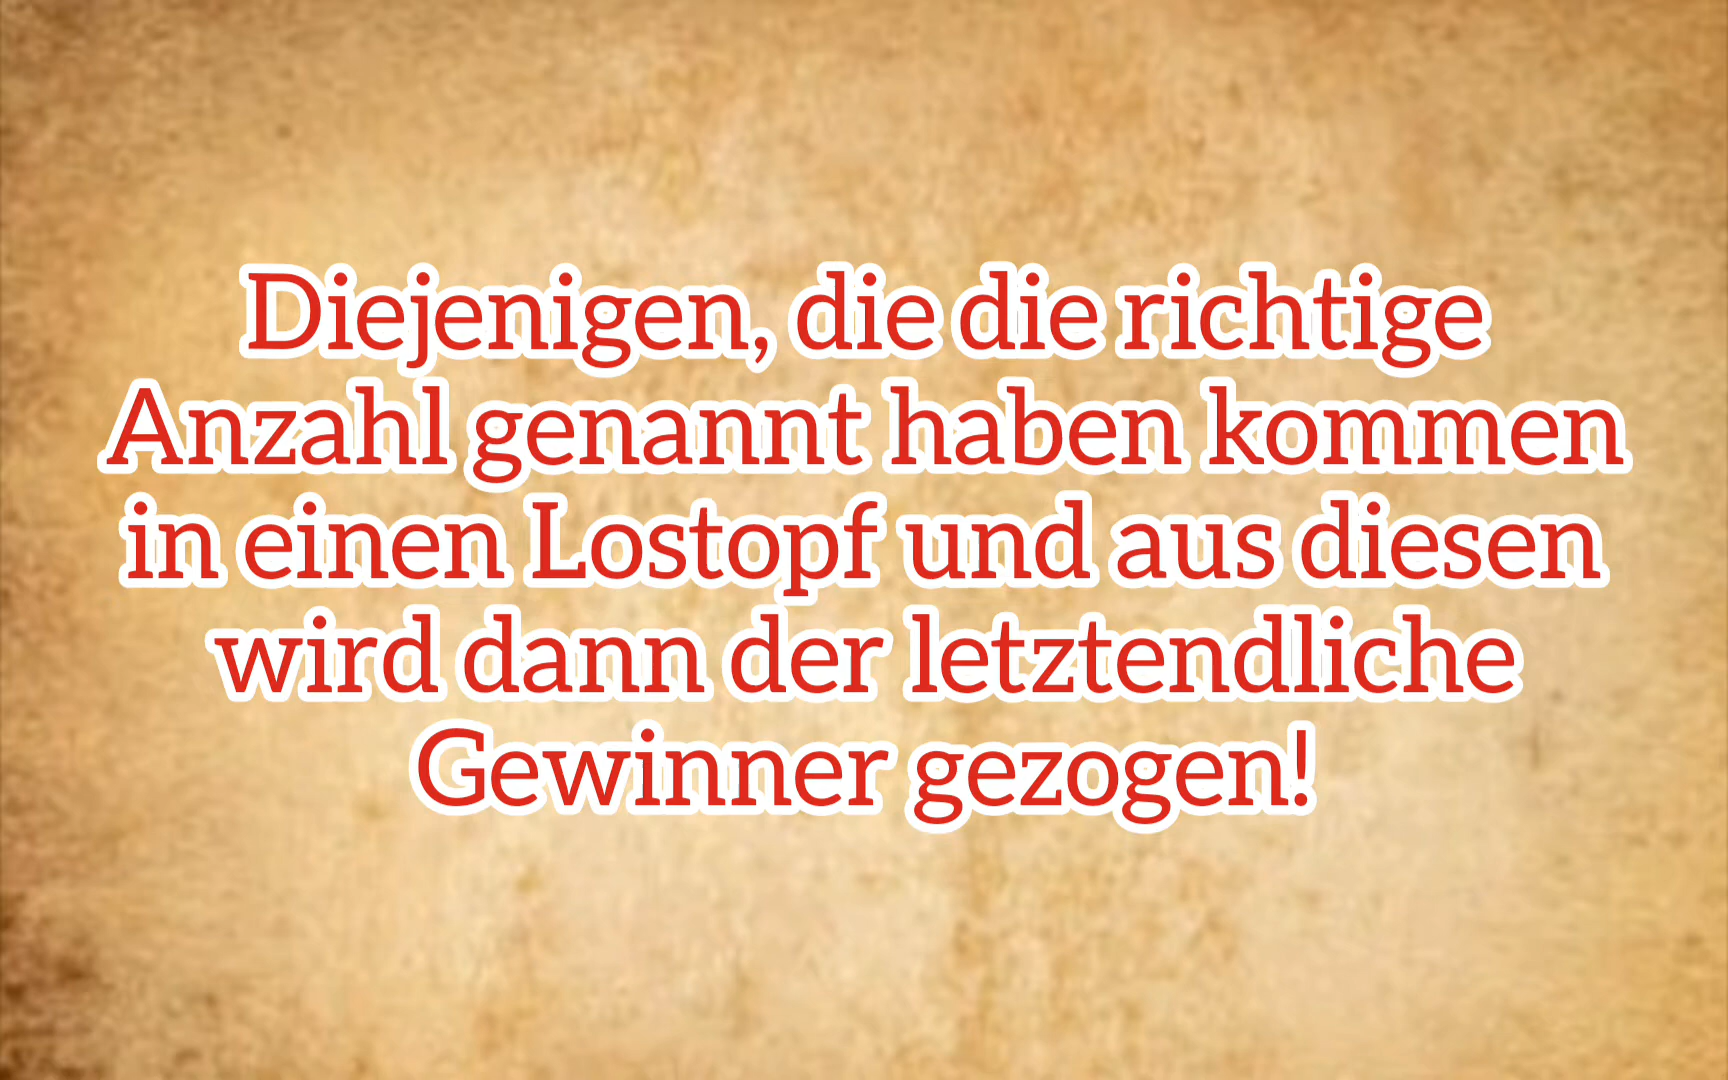 Diejenigen, die die richtige
Anzahl genannt haben kommen
in einen Lostopf und aus diesen
wird dann der letztendliche
Gewinner gezogen!